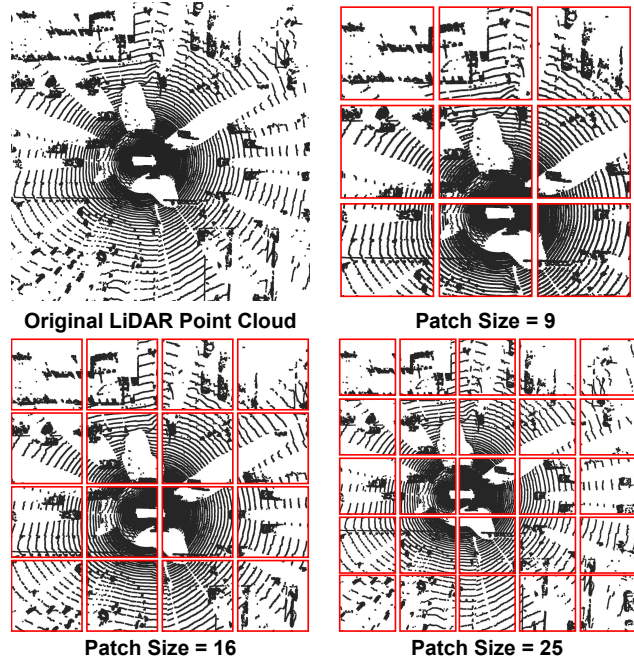 Original LiDAR Point Cloud
Patch Size = 9
Patch Size = 16
Patch Size = 25